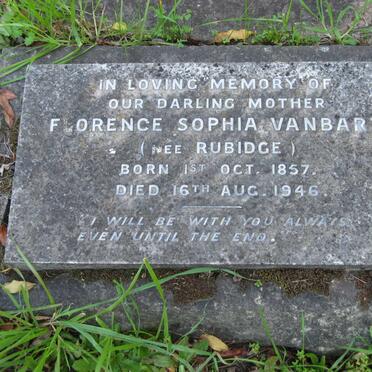 IN LOVING MEMORY OF
OUR DARLING MOTHER
FLORENCE SOPHIA VANBAR
( NEE RUBIDGE )
BORN 1ST OCT. 1857.
DIED 16TH AUG. 1946
I WILL BE WITH YOU ALWAYS
EVEN UNTIL THE END.